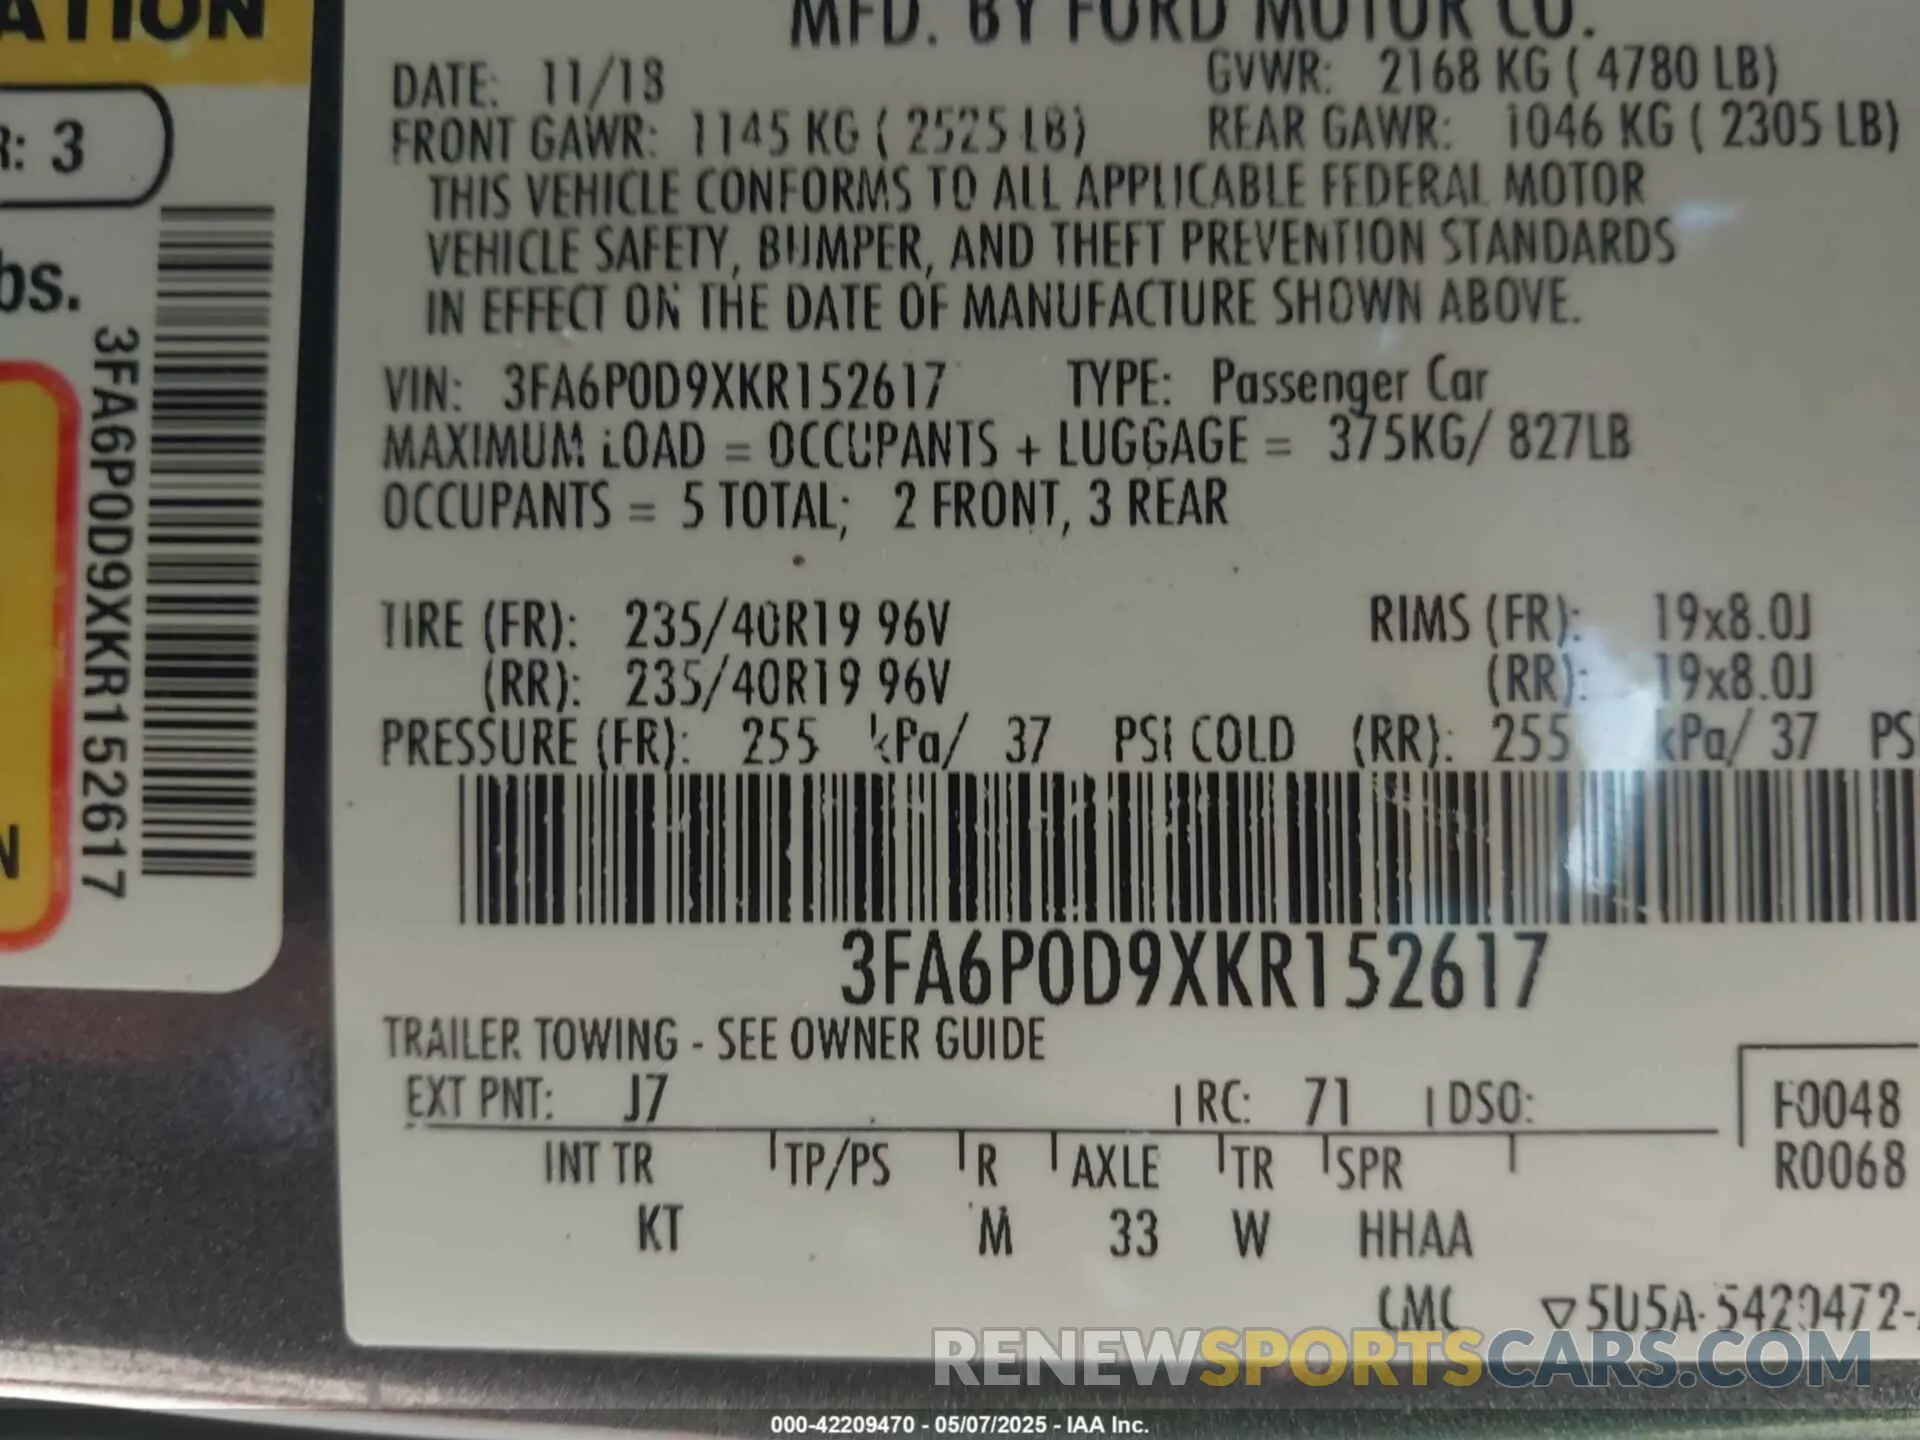 ATION
R: 3
bs.
3FA6P0D9XKR152617
N
MFD. BY FORD MOTOR CO.
DATE: 11/18 GVWR: 2168 KG ( 4780 LB)
FRONT GAWR: 1145 KG ( 2525 LB) REAR GAWR: 1046 KG ( 2305 LB)
THIS VEHICLE CONFORMS TO ALL APPLICABLE FEDERAL MOTOR
VEHICLE SAFETY, BUMPER, AND THEFT PREVENTION STANDARDS
IN EFFECT ON THE DATE OF MANUFACTURE SHOWN ABOVE.
VIN: 3FA6P0D9XKR152617 TYPE: Passenger Car
MAXIMUM LOAD = OCCUPANTS + LUGGAGE = 375KG/ 827LB
OCCUPANTS = 5 TOTAL; 2 FRONT, 3 REAR
TIRE (FR): 235/40R19 96V RIMS (FR): 19x8.0J
(RR): 235/40R19 96V (RR): 19x8.0J
PRESSURE (FR): 255 kPa/ 37 PSI COLD (RR): 255 kPa/ 37 PS
3FA6P0D9XKR152617
TRAILER TOWING - SEE OWNER GUIDE
EXT PNT: J7 RC: 71 DSO: F0048
R0068
INT TR TP/PS R AXLE TR SPR
KT M 33 W HHAA
CMC ▽5U5A-5420472-
RENEWSPORTSCARS.COM
000-42209470 - 05/07/2025 - IAA Inc.